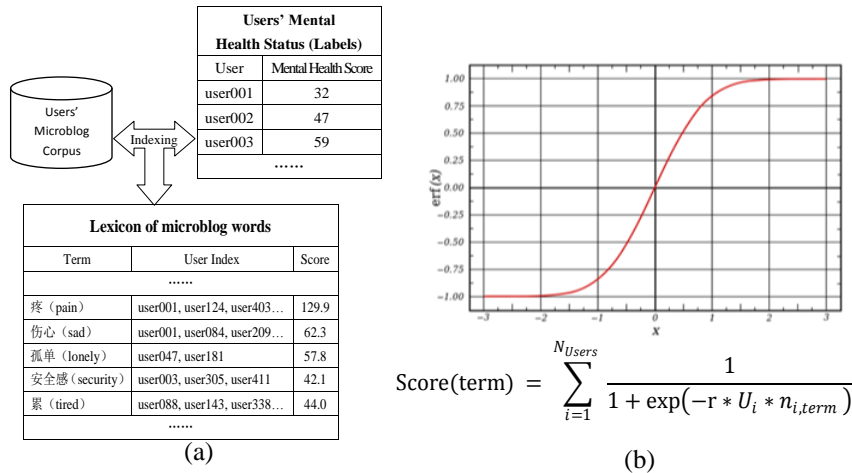 Users' Mental
Health Status (Labels)
User Mental Health Score
user001 32
user002 47
user003 59
......
Users'
Microblog
Corpus
Indexing
Lexicon of microblog words
Term User Index Score
......
疼（pain） user001, user124, user403… 129.9
伤心（sad） user001, user084, user209… 62.3
孤单（lonely） user047, user181 57.8
安全感（security） user003, user305, user411 42.1
累（tired） user088, user143, user338… 44.0
......
(a)
1.00
0.75
0.50
0.25
0.00
−0.25
−0.50
−0.75
−1.00
erf(x)
−3 −2 −1 0 1 2 3
x
Score(term) = ∑_{i=1}^{N_{Users}} 1 / (1 + exp(−r * U_i * n_{i,term}))
(b)